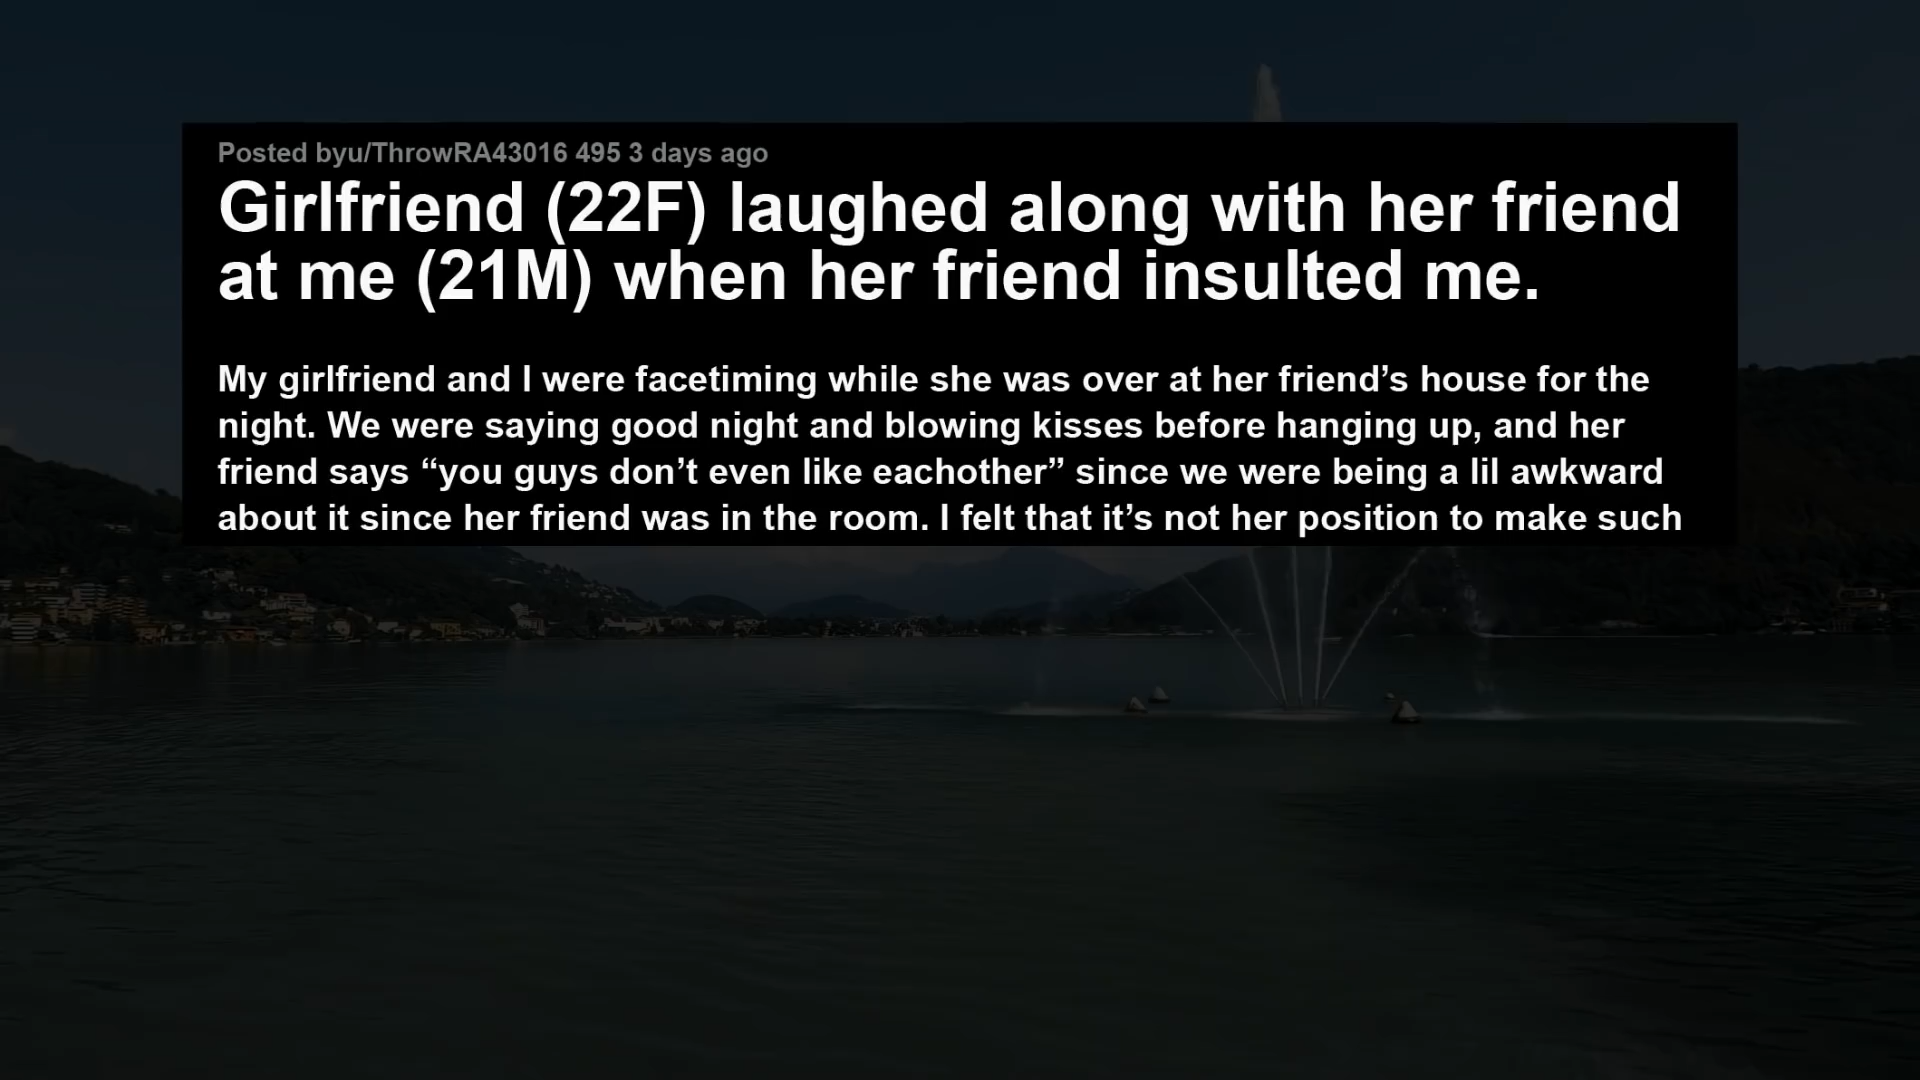 Posted byu/ThrowRA43016 495 3 days ago
Girlfriend (22F) laughed along with her friend
at me (21M) when her friend insulted me.
My girlfriend and I were facetiming while she was over at her friend’s house for the
night. We were saying good night and blowing kisses before hanging up, and her
friend says “you guys don’t even like eachother” since we were being a lil awkward
about it since her friend was in the room. I felt that it’s not her position to make such